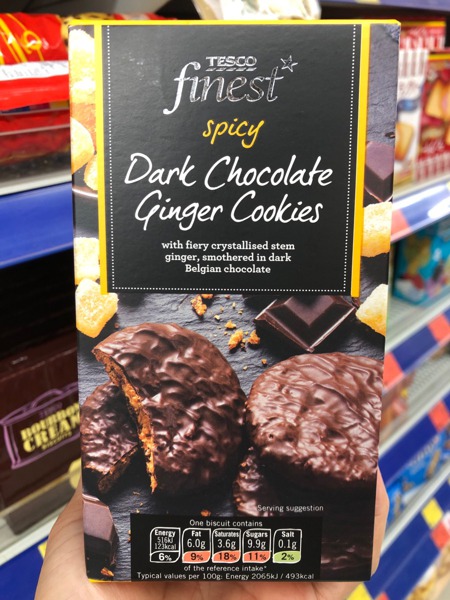 TESCO
finest
spicy
Dark Chocolate
Ginger Cookies
with fiery crystallised stem
ginger, smothered in dark
Belgian chocolate
BOURBON
CREAMS
Serving suggestion
One biscuit contains
Energy Fat Saturates Sugars Salt
516kJ 6.0g 3.6g 9.9g 0.1g
123kcal
6% 9% 18% 11% 2%
of the reference intake*
Typical values per 100g: Energy 2065kJ / 493kcal